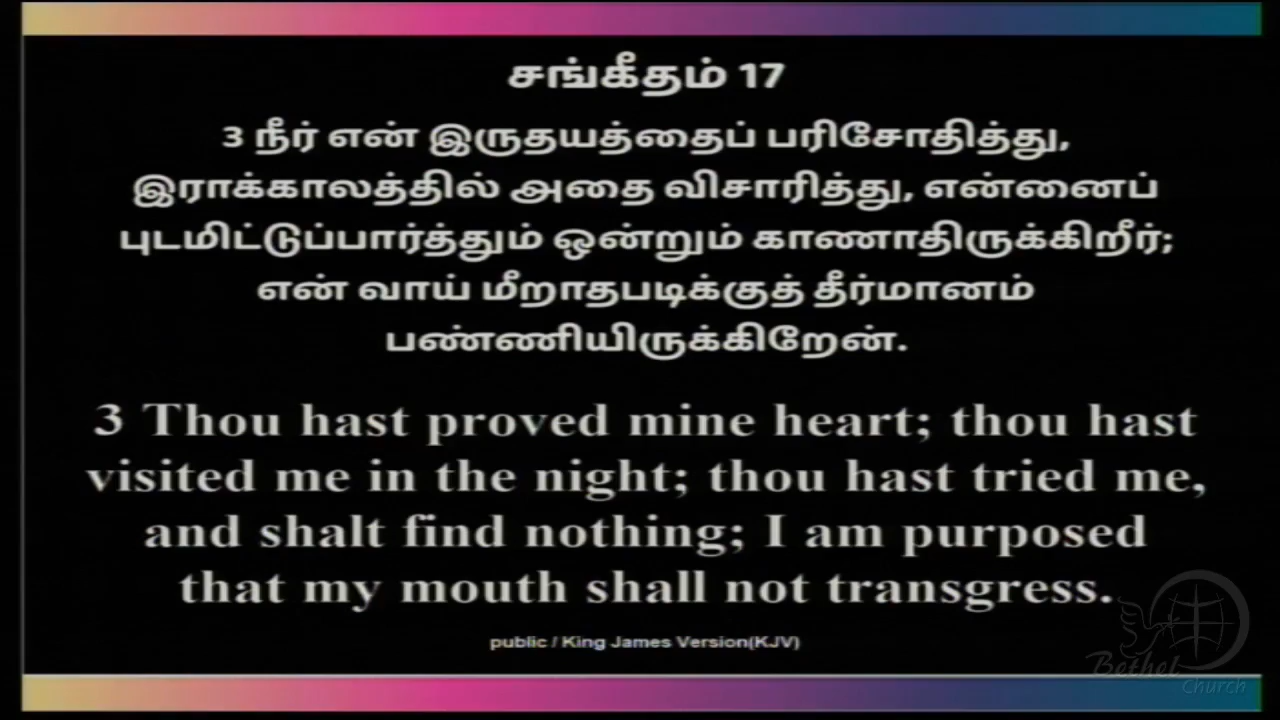 சங்கீதம் 17
3 நீர் என் இருதயத்தைப் பரிசோதித்து,
இராக்காலத்தில் அதை விசாரித்து, என்னைப்
புடமிட்டுப்பார்த்தும் ஒன்றும் காணாதிருக்கிறீர்;
என் வாய் மீறாதபடிக்குத் தீர்மானம்
பண்ணியிருக்கிறேன்.
3 Thou hast proved mine heart; thou hast
visited me in the night; thou hast tried me,
and shalt find nothing; I am purposed
that my mouth shall not transgress.
public / King James Version(KJV)
Bethel
Church